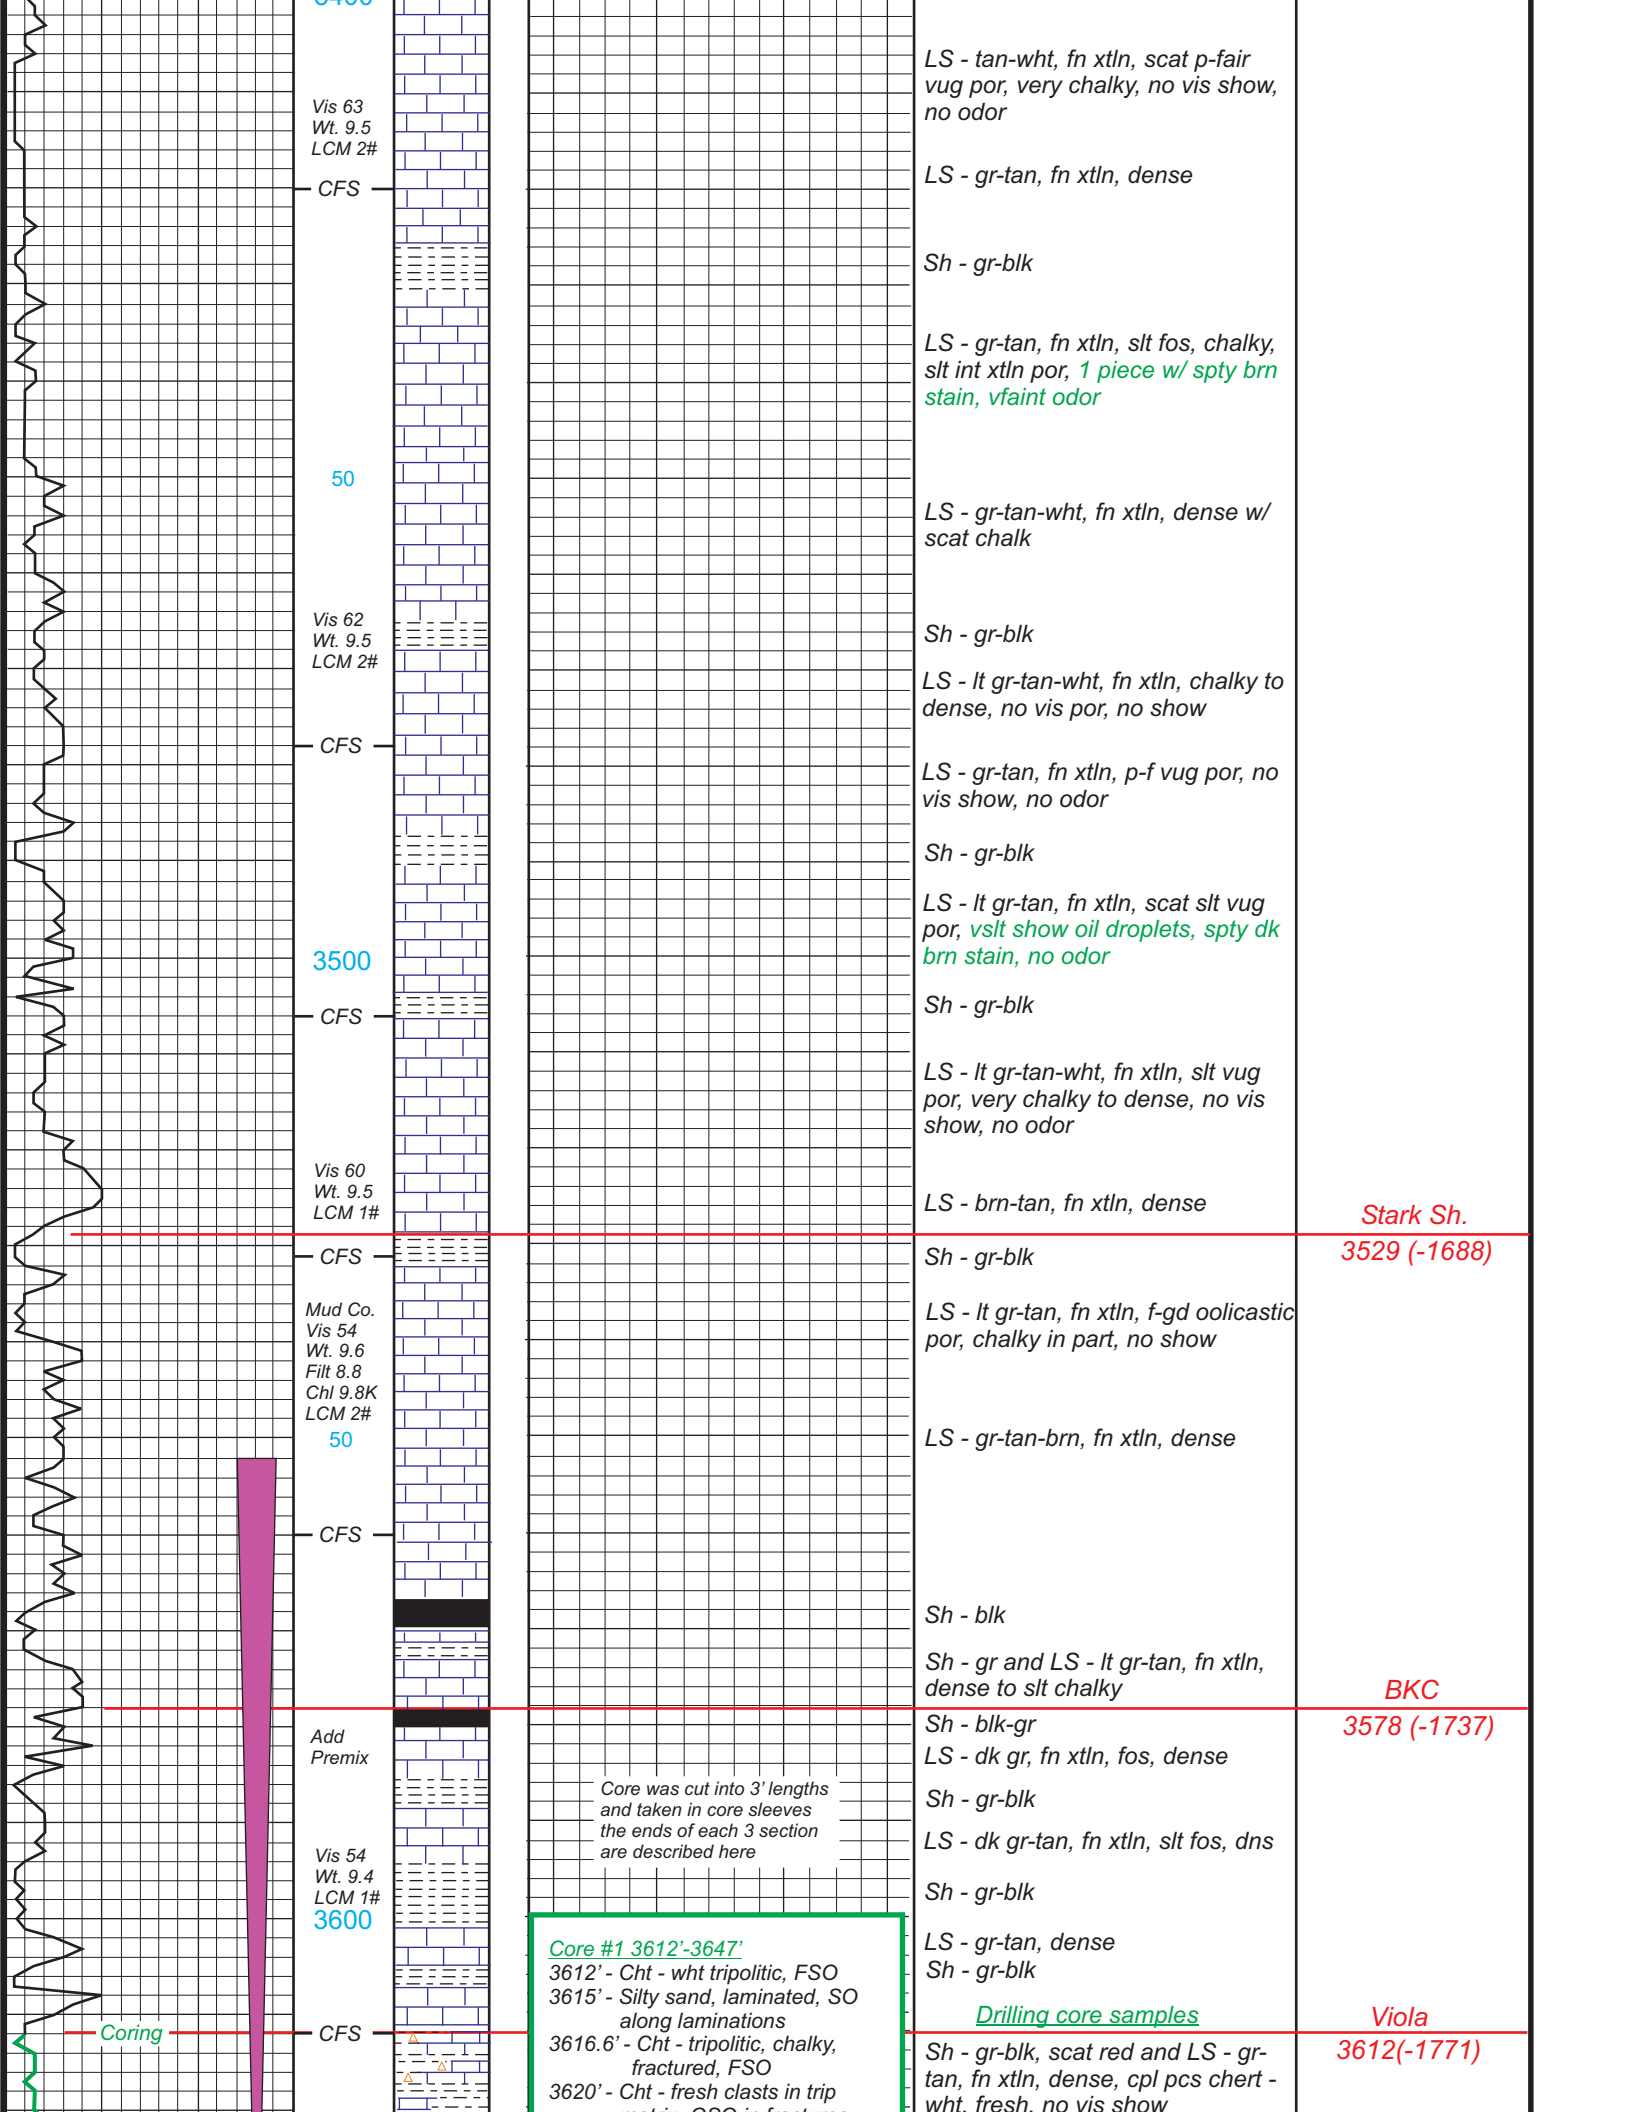 3400
LS - tan-wht, fn xtln, scat p-fair
vug por, very chalky, no vis show,
no odor
Vis 63
Wt. 9.5
LCM 2#
CFS
LS - gr-tan, fn xtln, dense
Sh - gr-blk
LS - gr-tan, fn xtln, slt fos, chalky,
slt int xtln por, 1 piece w/ spty brn
stain, vfaint odor
50
LS - gr-tan-wht, fn xtln, dense w/
scat chalk
Vis 62
Wt. 9.5
LCM 2#
Sh - gr-blk
LS - lt gr-tan-wht, fn xtln, chalky to
dense, no vis por, no show
CFS
LS - gr-tan, fn xtln, p-f vug por, no
vis show, no odor
Sh - gr-blk
LS - lt gr-tan, fn xtln, scat slt vug
por, vslt show oil droplets, spty dk
brn stain, no odor
3500
Sh - gr-blk
CFS
LS - lt gr-tan-wht, fn xtln, slt vug
por, very chalky to dense, no vis
show, no odor
Vis 60
Wt. 9.5
LCM 1#
LS - brn-tan, fn xtln, dense
Stark Sh.
3529 (-1688)
CFS
Sh - gr-blk
Mud Co.
Vis 54
Wt. 9.6
Filt 8.8
Chl 9.8K
LCM 2#
LS - lt gr-tan, fn xtln, f-gd oolicastic
por, chalky in part, no show
50
LS - gr-tan-brn, fn xtln, dense
CFS
Sh - blk
Sh - gr and LS - lt gr-tan, fn xtln,
dense to slt chalky
BKC
3578 (-1737)
Sh - blk-gr
Add
Premix
LS - dk gr, fn xtln, fos, dense
Core was cut into 3’ lengths
and taken in core sleeves
the ends of each 3 section
are described here
Sh - gr-blk
LS - dk gr-tan, fn xtln, slt fos, dns
Vis 54
Wt. 9.4
LCM 1#
3600
Sh - gr-blk
LS - gr-tan, dense
Sh - gr-blk
Core #1 3612’-3647’
3612’ - Cht - wht tripolitic, FSO
3615’ - Silty sand, laminated, SO
along laminations
3616.6’ - Cht - tripolitic, chalky,
fractured, FSO
3620’ - Cht - fresh clasts in trip
Drilling core samples
Viola
3612(-1771)
Coring
CFS
Sh - gr-blk, scat red and LS - gr-
tan, fn xtln, dense, cpl pcs chert -
wht, fresh, no vis show